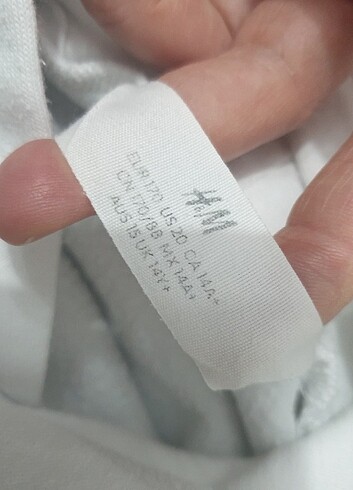 H&M
EUR 170 US 20 CA 14A+
CN 170/88 MX 14A+
AUS 15 UK 14Y+